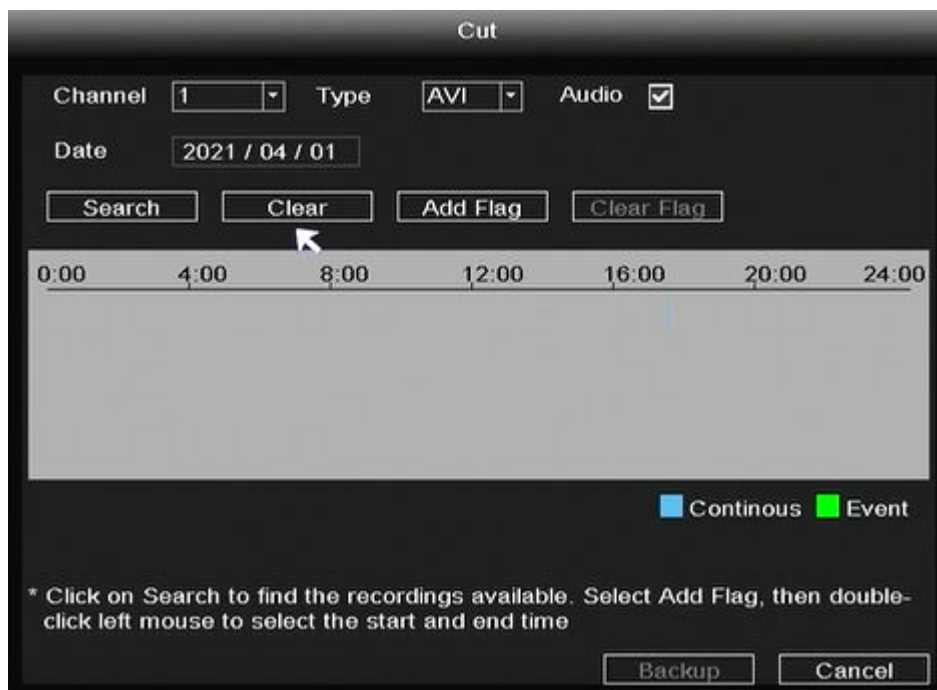 Cut
Channel 1 Type AVI Audio
Date 2021 / 04 / 01
Search Clear Add Flag Clear Flag
0:00 4:00 8:00 12:00 16:00 20:00 24:00
Continous Event
* Click on Search to find the recordings available. Select Add Flag, then double-
click left mouse to select the start and end time
Backup Cancel